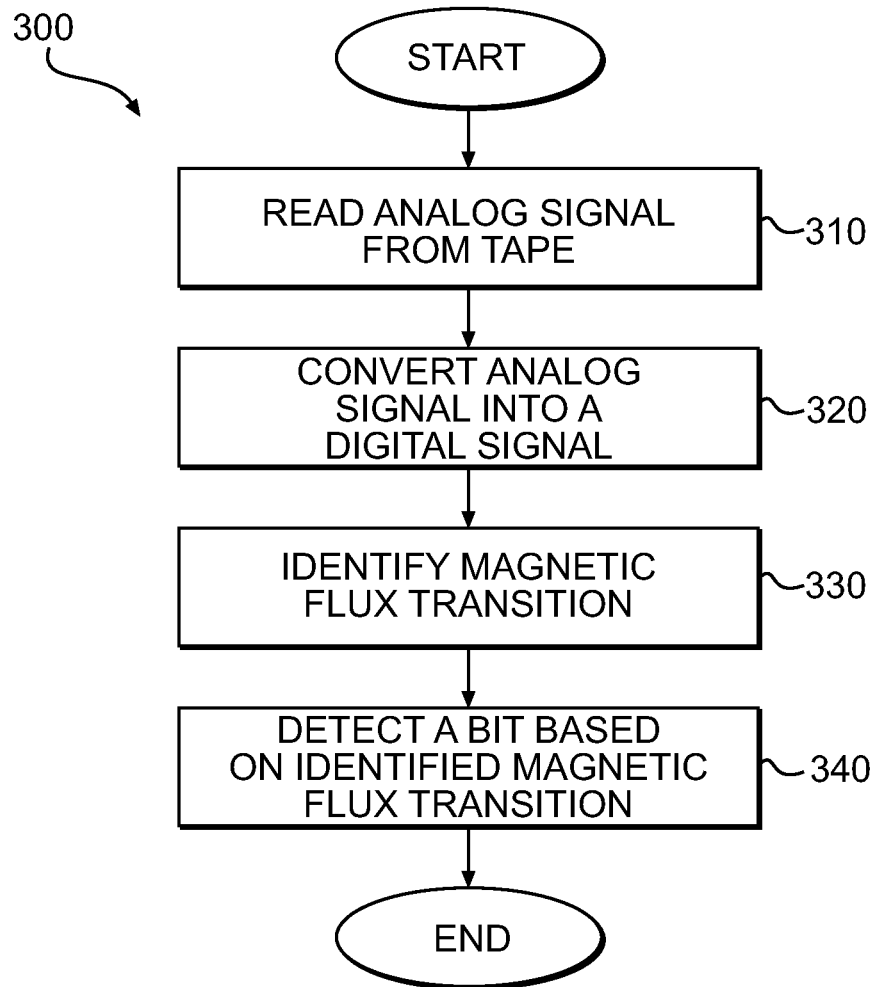 300
START
READ ANALOG SIGNAL
FROM TAPE
310
CONVERT ANALOG
SIGNAL INTO A
DIGITAL SIGNAL
320
IDENTIFY MAGNETIC
FLUX TRANSITION
330
DETECT A BIT BASED
ON IDENTIFIED MAGNETIC
FLUX TRANSITION
340
END